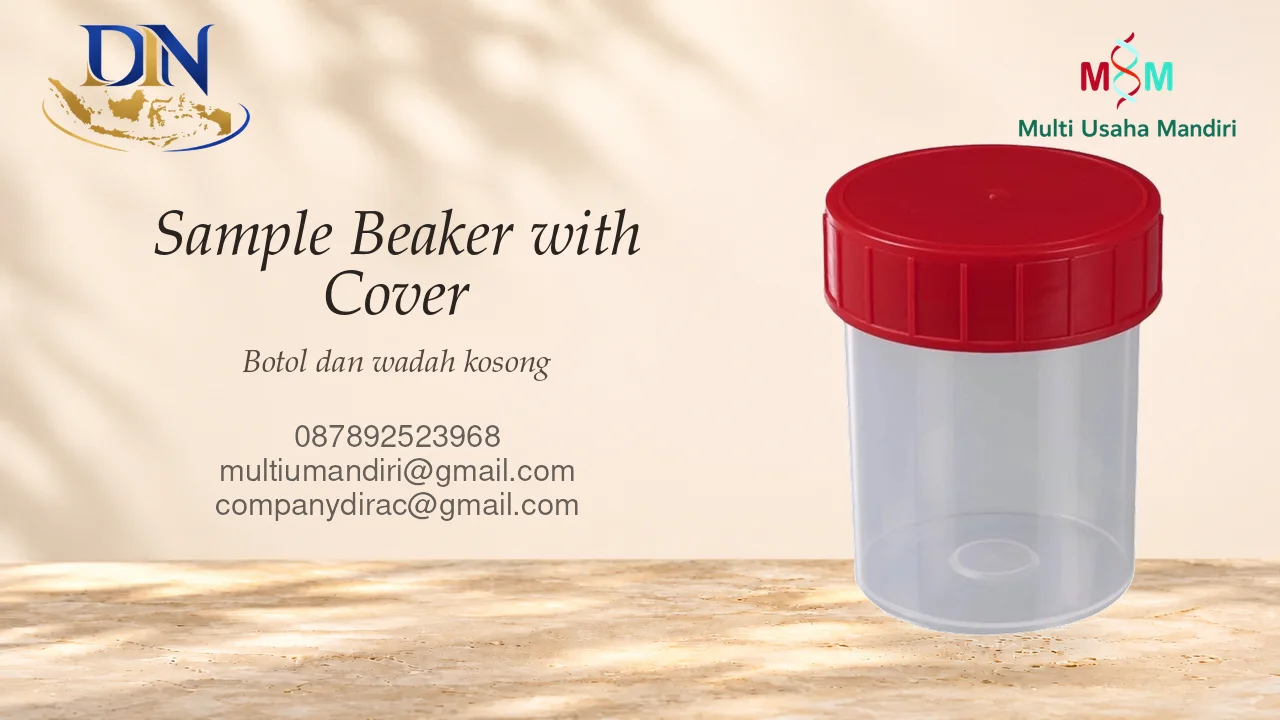 DN
M M
Multi Usaha Mandiri
Sample Beaker with
Cover
Botol dan wadah kosong
087892523968
multiumandiri@gmail.com
companydirac@gmail.com